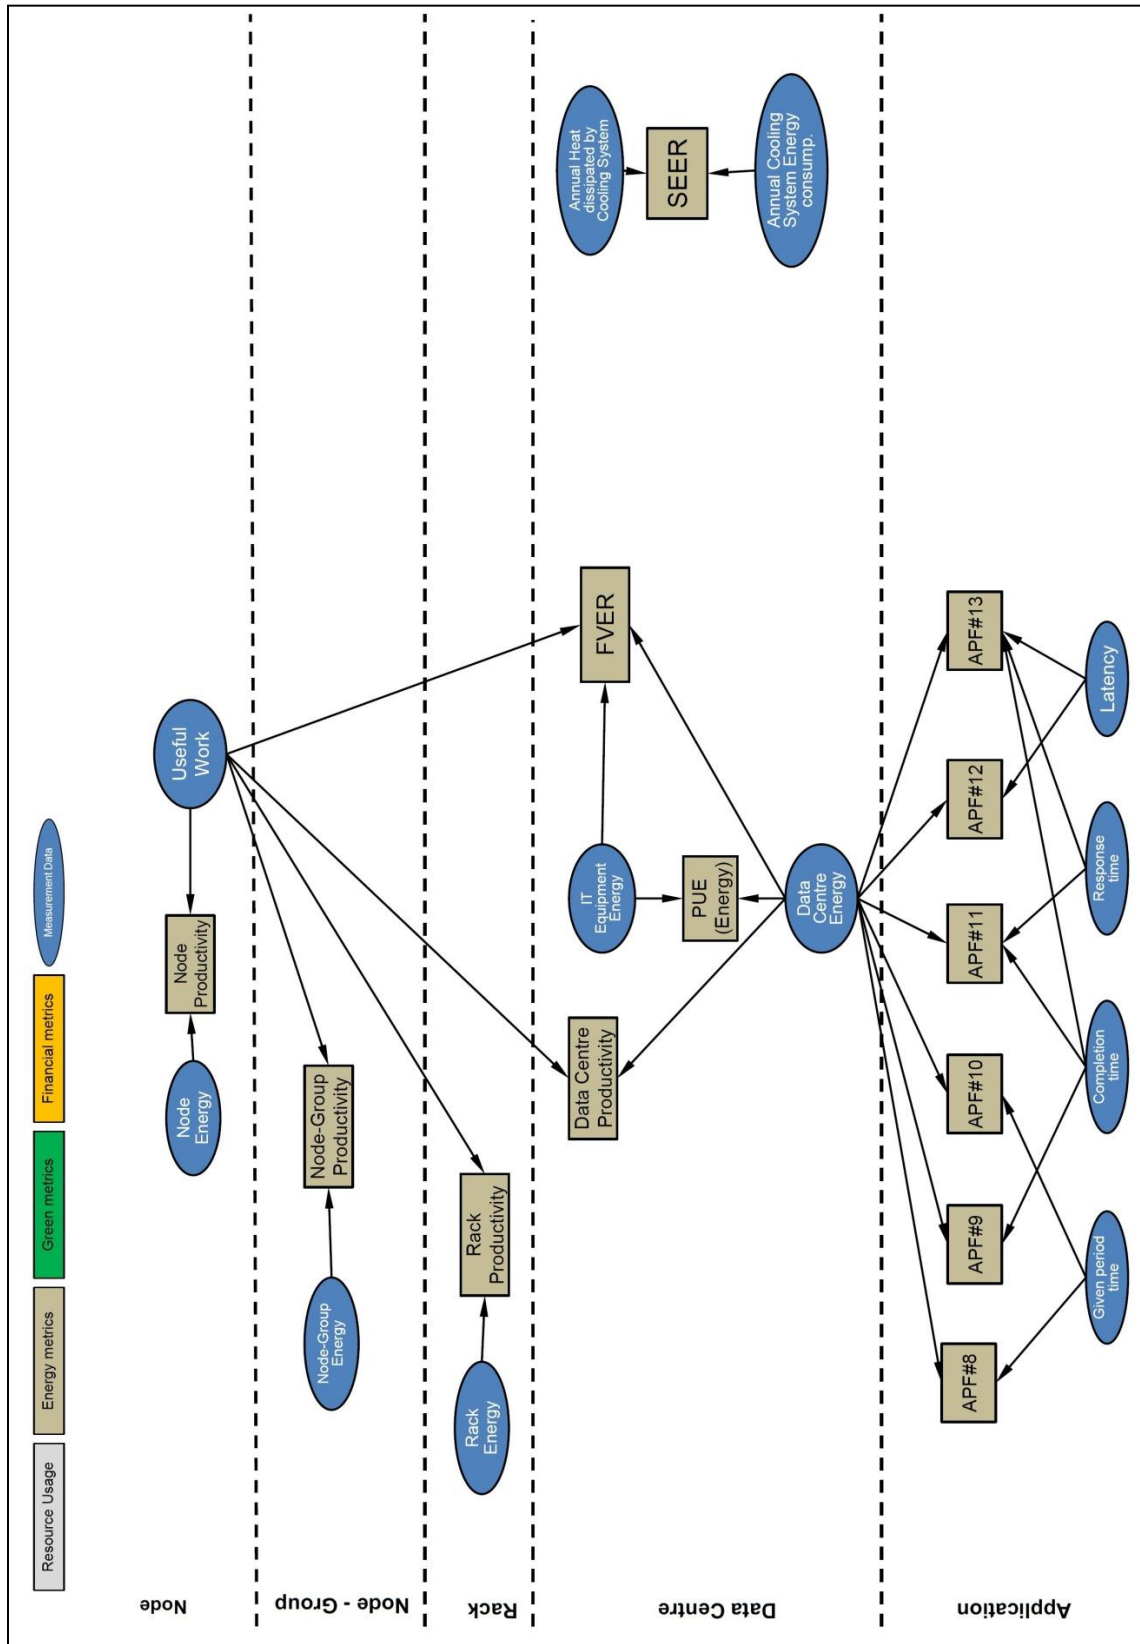 Resource Usage
Energy metrics
Green metrics
Financial metrics
Measurement Data
Node
Node
Energy
Node
Productivity
Useful
Work
Node - Group
Node-Group
Energy
Node-Group
Productivity
Rack
Rack
Energy
Rack
Productivity
Data Centre
Data Centre
Productivity
IT
Equipment
Energy
PUE
(Energy)
Data
Centre
Energy
FVER
Annual Heat
dissipated by
Cooling System
SEER
Annual Cooling
System Energy
consump.
Application
APF#8
APF#9
APF#10
APF#11
APF#12
APF#13
Given period
time
Completion
time
Response
time
Latency